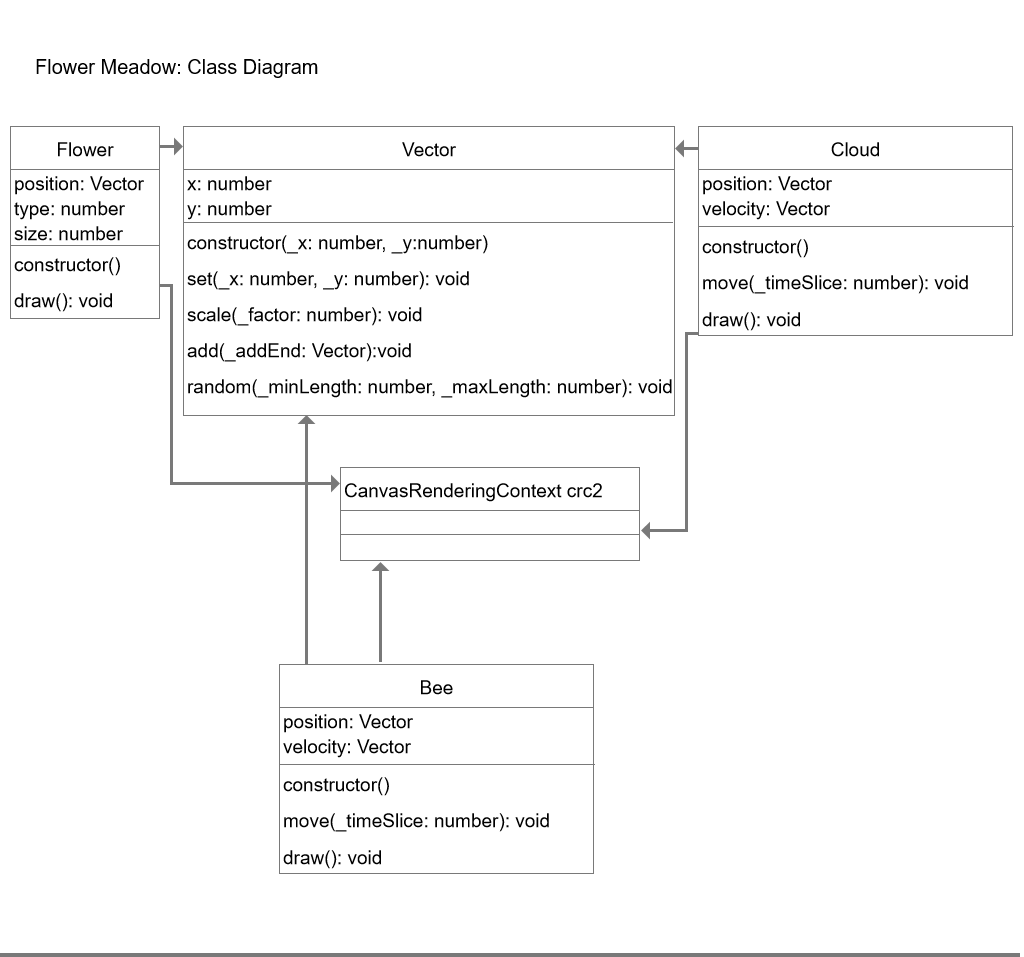 Flower Meadow: Class Diagram
Flower
position: Vector
type: number
size: number
constructor()
draw(): void
Vector
x: number
y: number
constructor(_x: number, _y:number)
set(_x: number, _y: number): void
scale(_factor: number): void
add(_addEnd: Vector):void
random(_minLength: number, _maxLength: number): void
Cloud
position: Vector
velocity: Vector
constructor()
move(_timeSlice: number): void
draw(): void
CanvasRenderingContext crc2
Bee
position: Vector
velocity: Vector
constructor()
move(_timeSlice: number): void
draw(): void